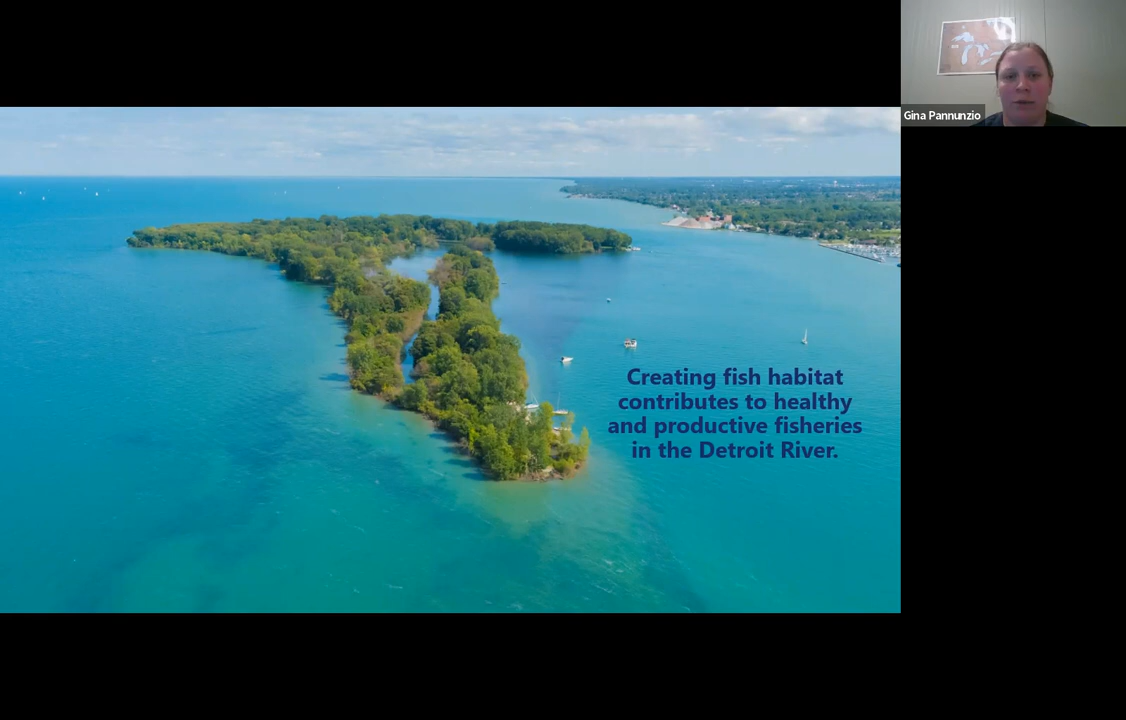 Gina Pannunzio
Creating fish habitat
contributes to healthy
and productive fisheries
in the Detroit River.